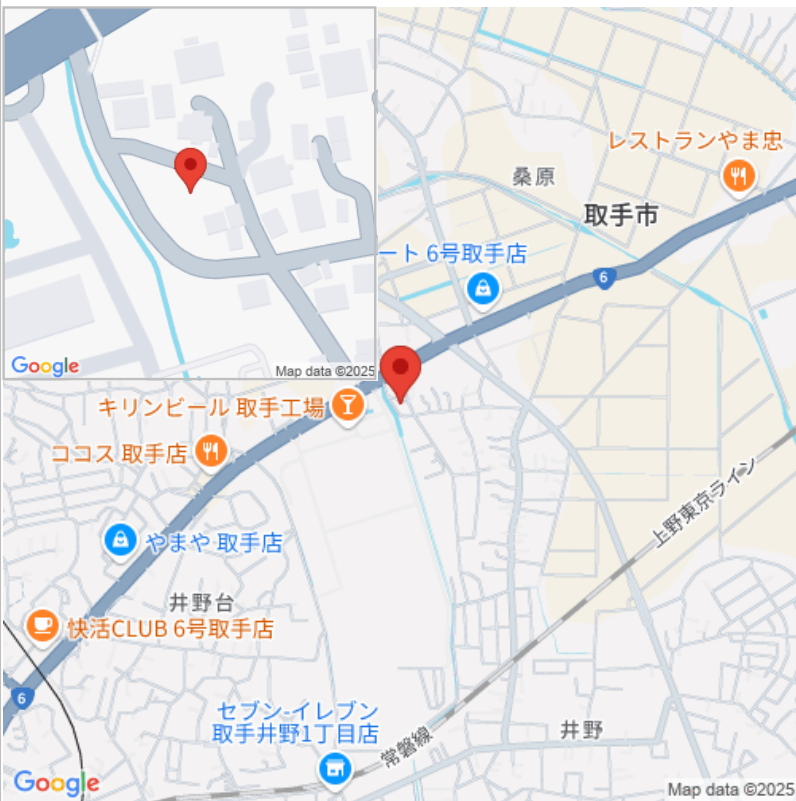 Google
Map data ©2025
レストランやま忠
桑原
取手市
ート 6号取手店
6
キリンビール 取手工場
ココス 取手店
上野東京ライン
やまや 取手店
井野台
快活CLUB 6号取手店
6
セブン-イレブン
取手井野1丁目店
常磐線
井野
Google
Map data ©2025